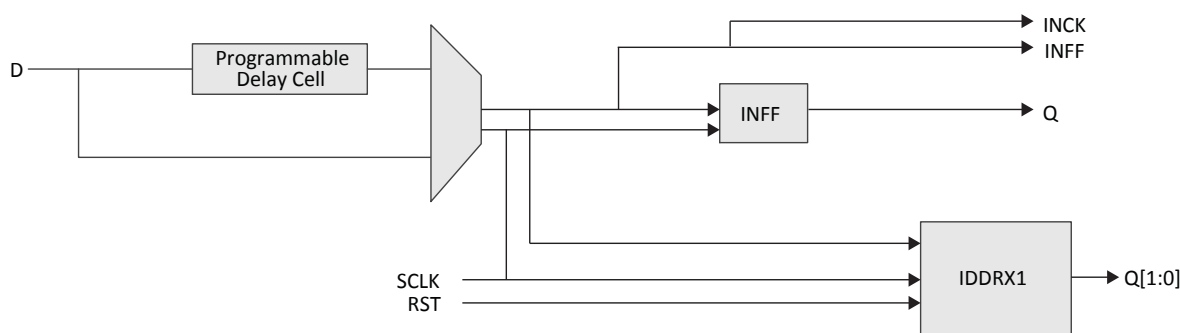 INCK
Programmable
INFF
D
Delay Cell
INFF
Q
SCLK
IDDRX1
Q[1:0]
RST